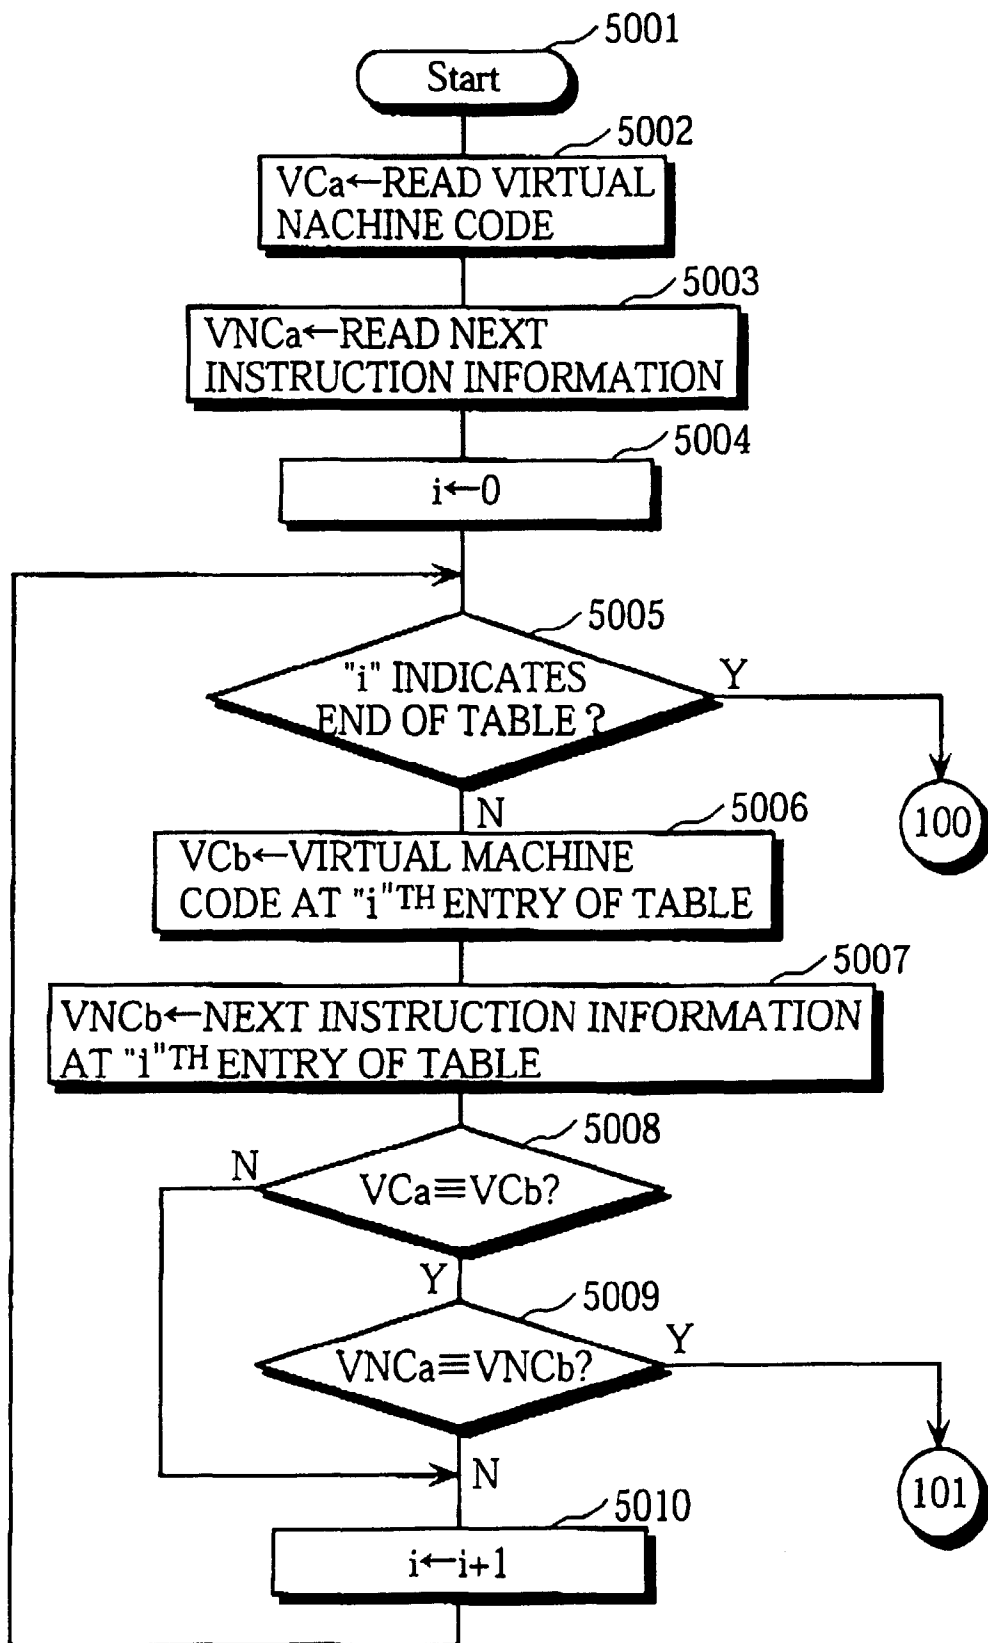 5001
Start
5002
VCa←READ VIRTUAL
NACHINE CODE
5003
VNCa←READ NEXT
INSTRUCTION INFORMATION
5004
i←0
5005
"i" INDICATES
END OF TABLE?
Y
100
N
5006
VCb←VIRTUAL MACHINE
CODE AT "i"TH ENTRY OF TABLE
5007
VNCb←NEXT INSTRUCTION INFORMATION
AT "i"TH ENTRY OF TABLE
5008
N
VCa≡VCb?
Y
5009
VNCa≡VNCb?
Y
101
N
5010
i←i+1